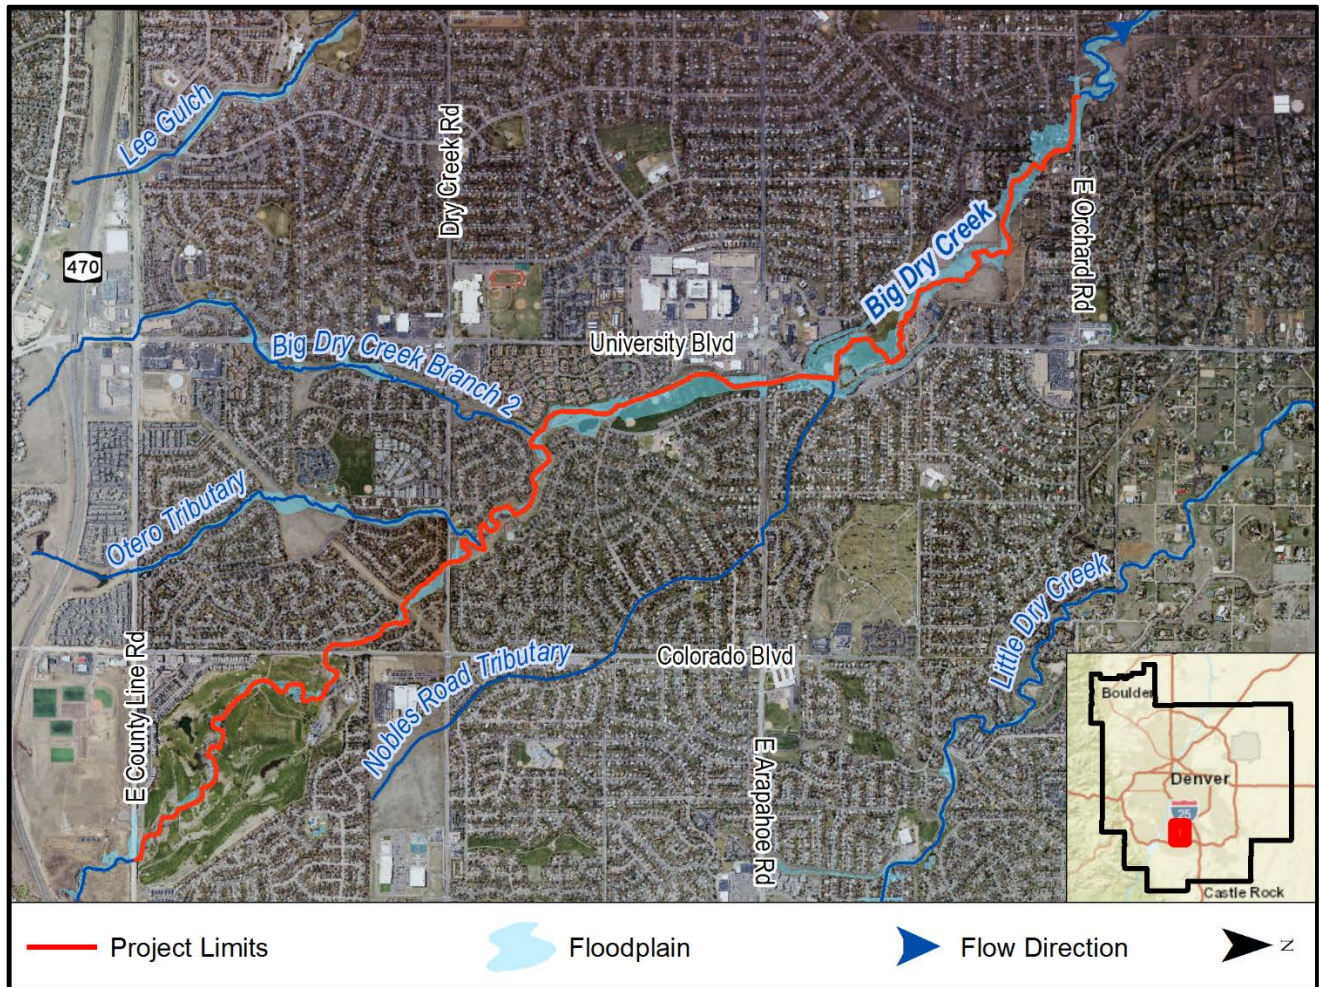 Lee Gulch
Dry Creek Rd
E Orchard Rd
Big Dry Creek
470
University Blvd
Big Dry Creek Branch 2
Otero Tributary
Little Dry Creek
E County Line Rd
Nobles Road Tributary
Colorado Blvd
E Arapahoe Rd
Boulder
Denver
25
Castle Rock
Project Limits
Floodplain
Flow Direction
N